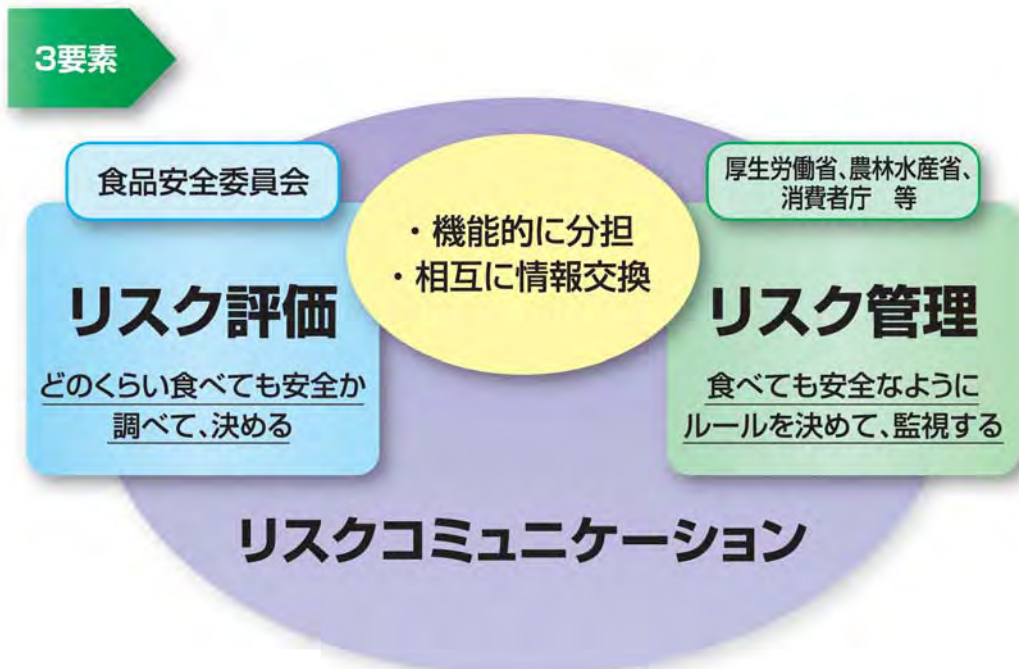 3要素
食品安全委員会
リスク評価
どのくらい食べても安全か
調べて、決める
・機能的に分担
・相互に情報交換
厚生労働省、農林水産省、
消費者庁　等
リスク管理
食べても安全なように
ルールを決めて、監視する
リスクコミュニケーション